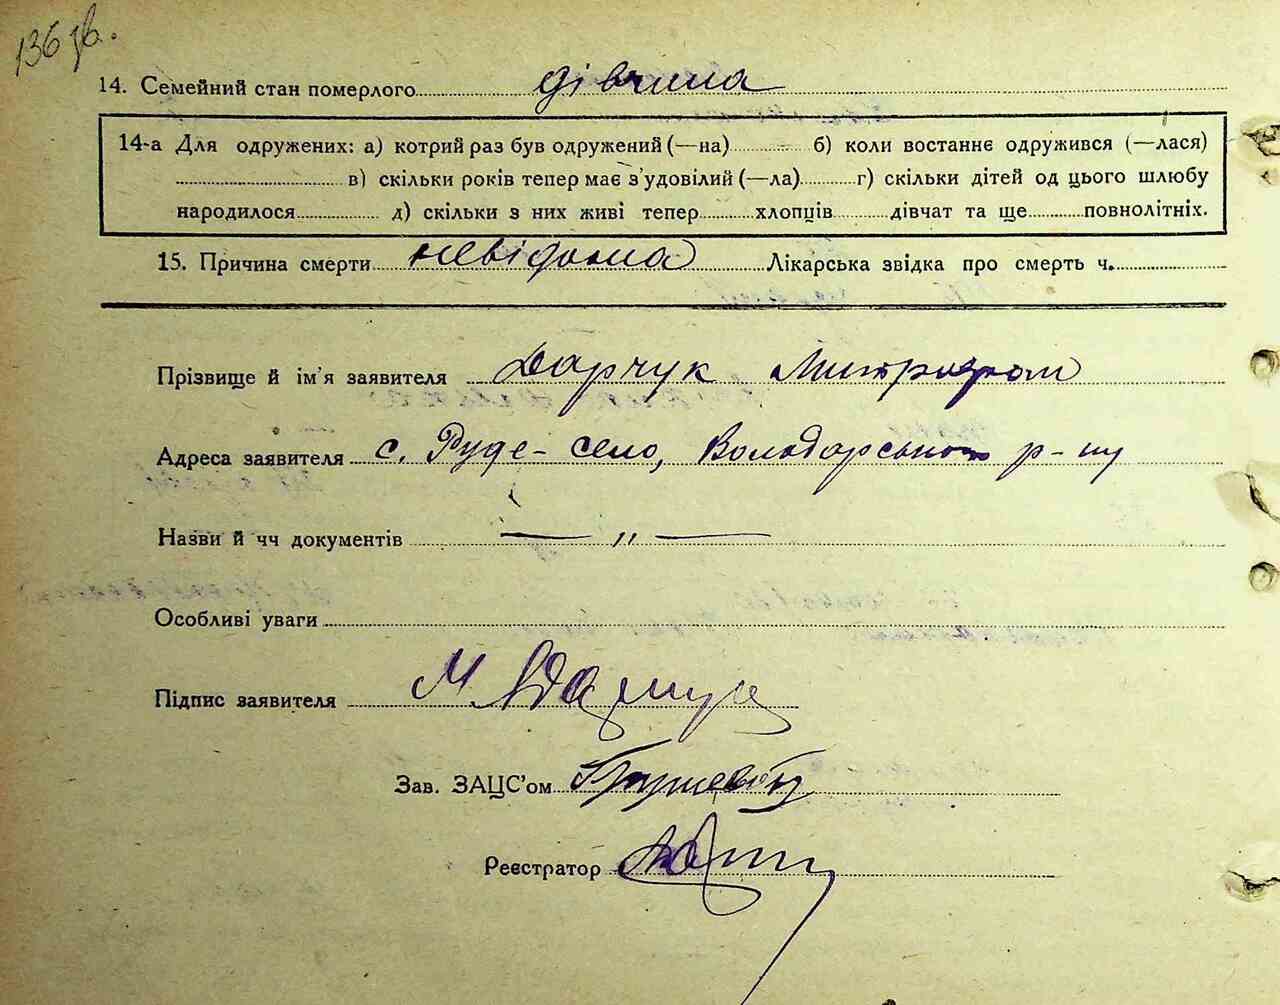 136 зв.
14. Семейний стан померлого дівчина
14-а Для одружених: а) котрий раз був одружений (—на) б) коли востаннє одружився (—лася)
в) скільки років тепер має з’удовілий (—ла) г) скільки дітей од цього шлюбу
народилося д) скільки з них живі тепер хлопців дівчат та ще повнолітніх.
15. Причина смерти невідома Лікарська звідка про смерть ч.
Прізвище й ім’я заявителя Дарчук Митрофан
Адреса заявителя с. Руде-село, Володарського р-ну
Назви й чч документів — „ —
Особливі уваги
Підпис заявителя М
Зав. ЗАЦС’ом
Реєстратор